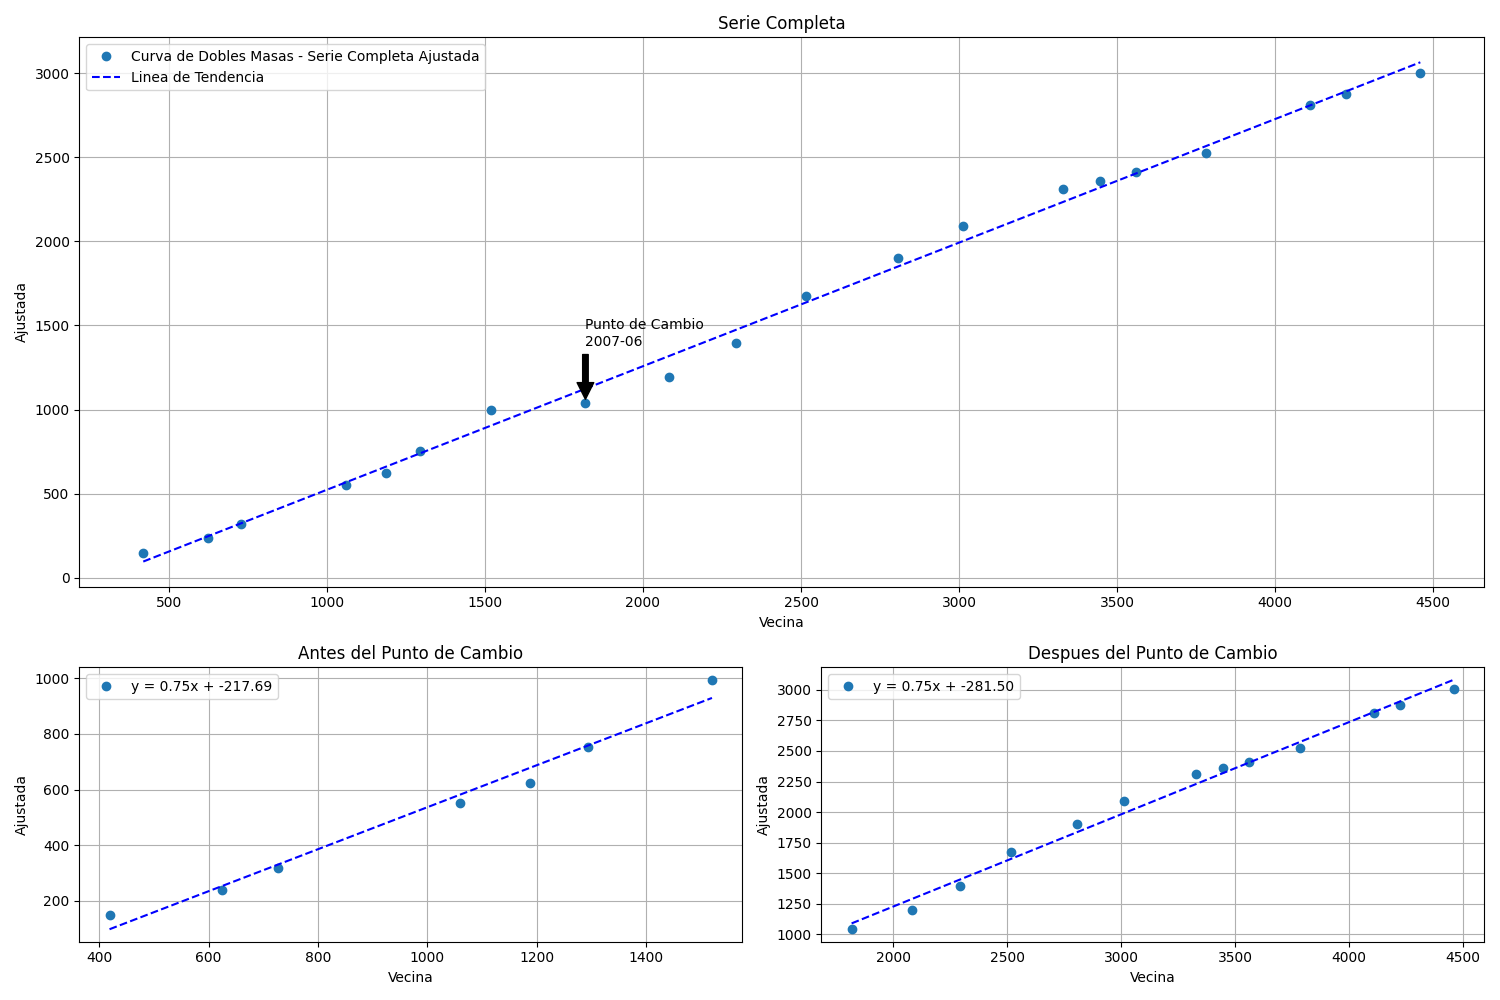 Serie Completa
Curva de Dobles Masas - Serie Completa Ajustada
Linea de Tendencia
3000
2500
2000
1500
1000
500
0
Ajustada
Punto de Cambio
2007-06
500 1000 1500 2000 2500 3000 3500 4000 4500
Vecina
Antes del Punto de Cambio
y = 0.75x + -217.69
1000
800
600
400
200
Ajustada
400 600 800 1000 1200 1400
Vecina
Despues del Punto de Cambio
y = 0.75x + -281.50
3000
2750
2500
2250
2000
1750
1500
1250
1000
Ajustada
2000 2500 3000 3500 4000 4500
Vecina